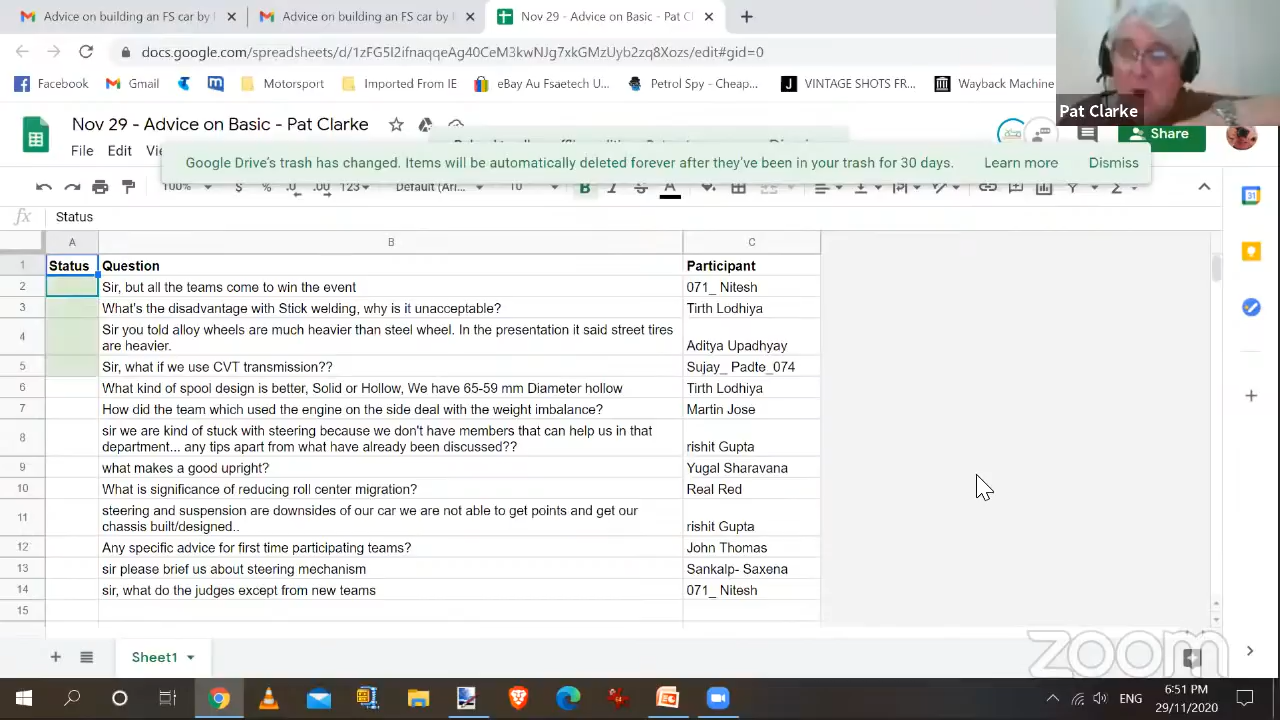 Advice on building an FS car by
Advice on building an FS car by
Nov 29 - Advice on Basic - Pat Cl
docs.google.com/spreadsheets/d/1zFG5l2ifnaqqeAg40CeM3kwNJg7xkGMzUyb2zq8Xozs/edit#gid=0
Facebook Gmail Motorsport Imported From IE eBay Au Fsaetech U... Petrol Spy - Cheap... VINTAGE SHOTS FR... Wayback Machine
Pat Clarke
Nov 29 - Advice on Basic - Pat Clarke
Share
File Edit Vi
Google Drive's trash has changed. Items will be automatically deleted forever after they've been in your trash for 30 days. Learn more Dismiss
100% $ % .0 .00 123 Default (Ari... 10 B
fx Status
A B C
1 Status Question Participant
2 Sir, but all the teams come to win the event 071_ Nitesh
3 What's the disadvantage with Stick welding, why is it unacceptable? Tirth Lodhiya
4 Sir you told alloy wheels are much heavier than steel wheel. In the presentation it said street tires
are heavier. Aditya Upadhyay
5 Sir, what if we use CVT transmission?? Sujay_ Padte_074
6 What kind of spool design is better, Solid or Hollow, We have 65-59 mm Diameter hollow Tirth Lodhiya
7 How did the team which used the engine on the side deal with the weight imbalance? Martin Jose
8 sir we are kind of stuck with steering because we don't have members that can help us in that
department... any tips apart from what have already been discussed?? rishit Gupta
9 what makes a good upright? Yugal Sharavana
10 What is significance of reducing roll center migration? Real Red
11 steering and suspension are downsides of our car we are not able to get points and get our
chassis built/designed.. rishit Gupta
12 Any specific advice for first time participating teams? John Thomas
13 sir please brief us about steering mechanism Sankalp- Saxena
14 sir, what do the judges except from new teams 071_ Nitesh
15
Sheet1
zoom
ENG
6:51 PM
29/11/2020